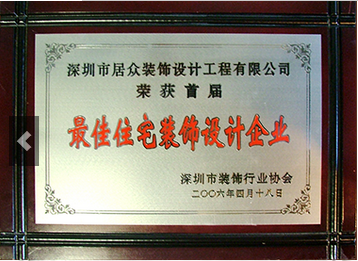 深圳市居众装饰设计工程有限公司
荣获首届
最佳住宅装饰设计企业
深圳市装饰行业协会
二〇〇六年四月十八日